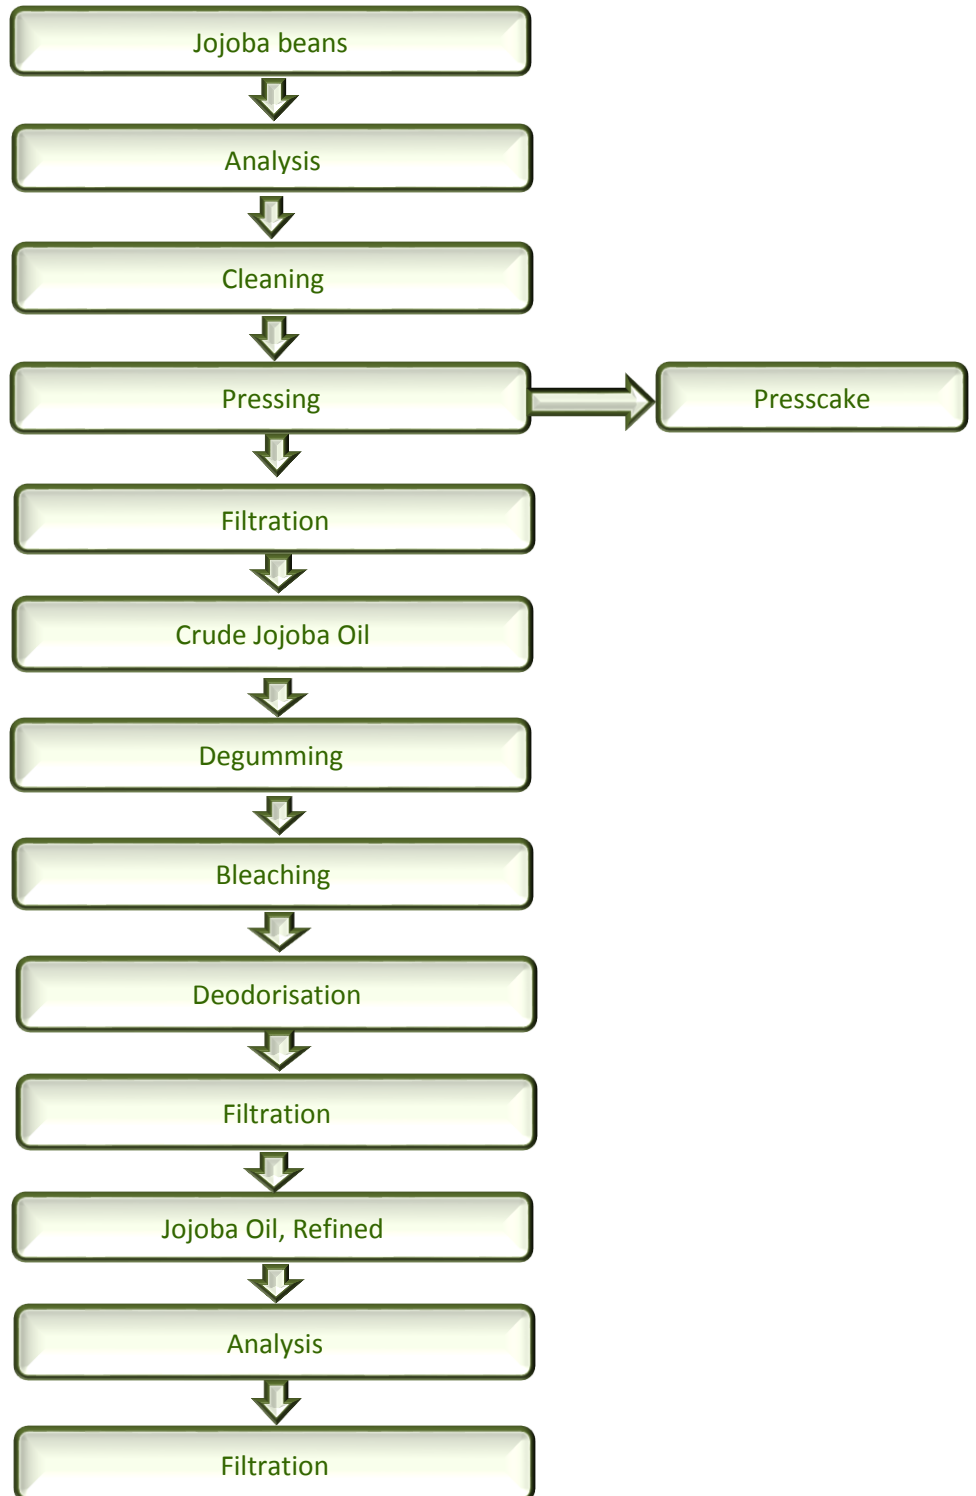 Jojoba beans
Analysis
Cleaning
Pressing
Presscake
Filtration
Crude Jojoba Oil
Degumming
Bleaching
Deodorisation
Filtration
Jojoba Oil, Refined
Analysis
Filtration